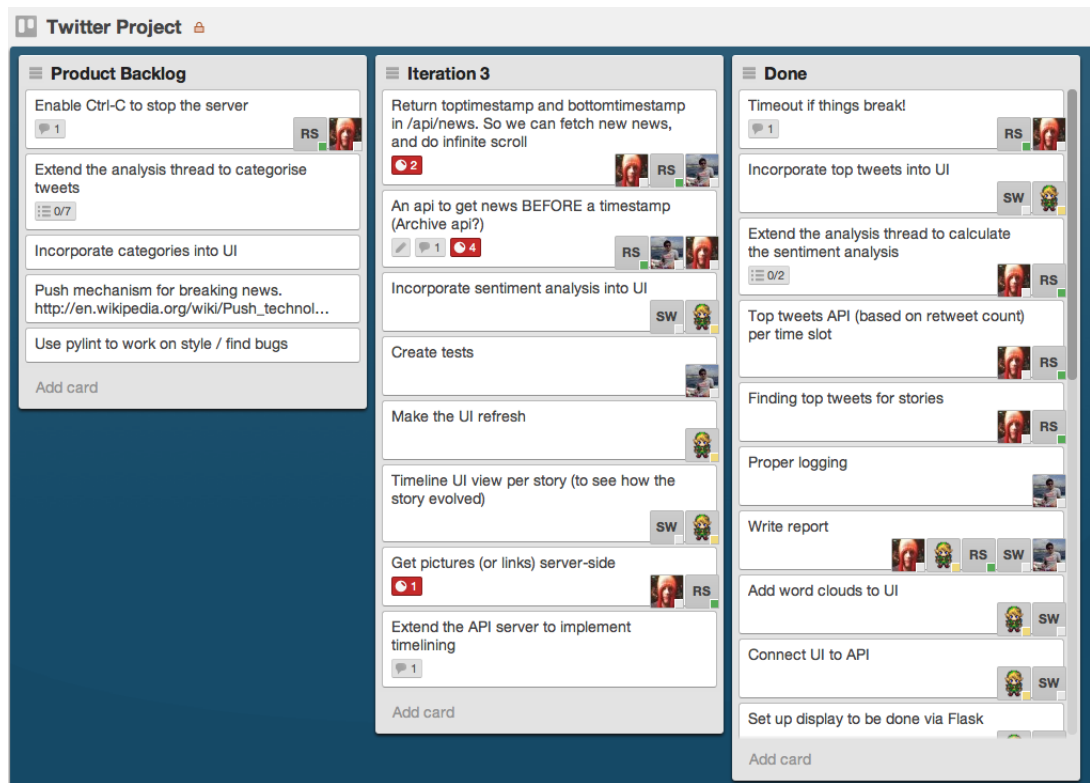 Twitter Project
Product Backlog
Enable Ctrl-C to stop the server
1
RS
Extend the analysis thread to categorise
tweets
0/7
Incorporate categories into UI
Push mechanism for breaking news.
http://en.wikipedia.org/wiki/Push_technol...
Use pylint to work on style / find bugs
Add card
Iteration 3
Return toptimestamp and bottomtimestamp
in /api/news. So we can fetch new news,
and do infinite scroll
2
RS
An api to get news BEFORE a timestamp
(Archive api?)
1 4
RS
Incorporate sentiment analysis into UI
SW
Create tests
Make the UI refresh
Timeline UI view per story (to see how the
story evolved)
SW
Get pictures (or links) server-side
1
RS
Extend the API server to implement
timelining
1
Add card
Done
Timeout if things break!
1
RS
Incorporate top tweets into UI
SW
Extend the analysis thread to calculate
the sentiment analysis
0/2
RS
Top tweets API (based on retweet count)
per time slot
RS
Finding top tweets for stories
RS
Proper logging
Write report
RS SW
Add word clouds to UI
SW
Connect UI to API
SW
Set up display to be done via Flask
Add card